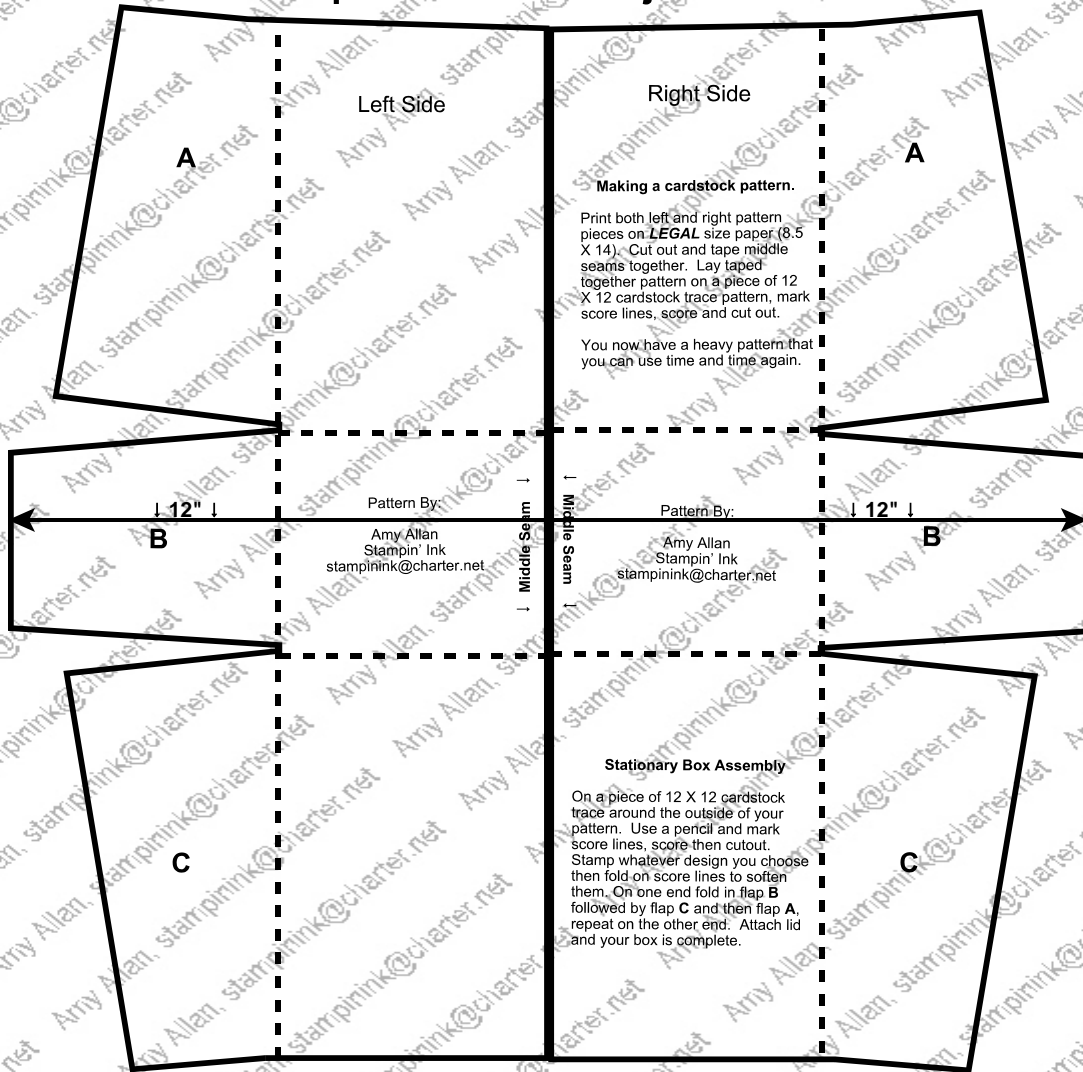 Left Side
Right Side
A
A
Making a cardstock pattern.
Print both left and right pattern
pieces on LEGAL size paper (8.5
X 14). Cut out and tape middle
seams together. Lay taped
together pattern on a piece of 12
X 12 cardstock trace pattern, mark
score lines, score and cut out.
You now have a heavy pattern that
you can use time and time again.
↓ 12" ↓
B
Pattern By:
Amy Allan
Stampin' Ink
stampinink@charter.net
→ Middle Seam →
← Middle Seam ←
Pattern By:
Amy Allan
Stampin' Ink
stampinink@charter.net
↓ 12" ↓
B
Stationary Box Assembly
On a piece of 12 X 12 cardstock
trace around the outside of your
pattern. Use a pencil and mark
score lines, score then cutout.
Stamp whatever design you choose
then fold on score lines to soften
them. On one end fold in flap B
followed by flap C and then flap A,
repeat on the other end. Attach lid
and your box is complete.
C
C
Amy Allan, stampinink@charter.net